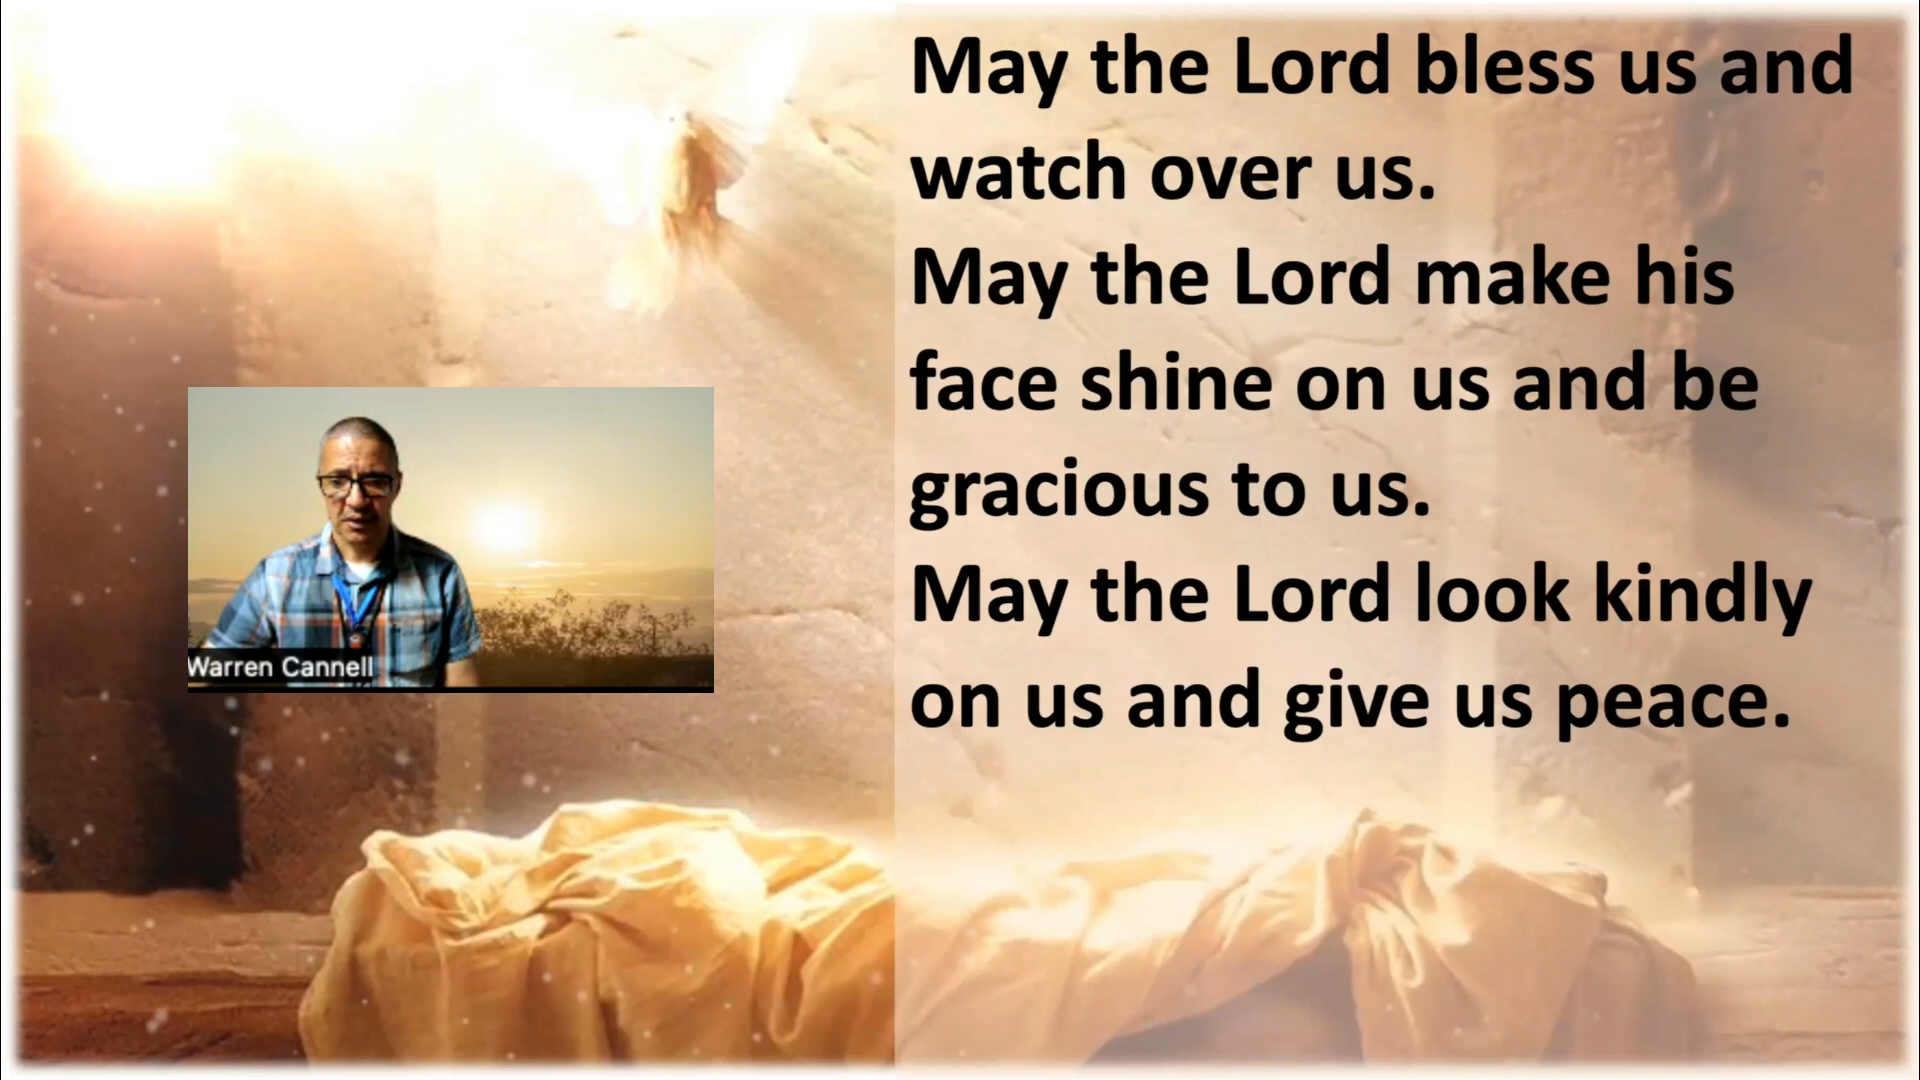 May the Lord bless us and
watch over us.
May the Lord make his
face shine on us and be
gracious to us.
May the Lord look kindly
on us and give us peace.
Warren Cannell